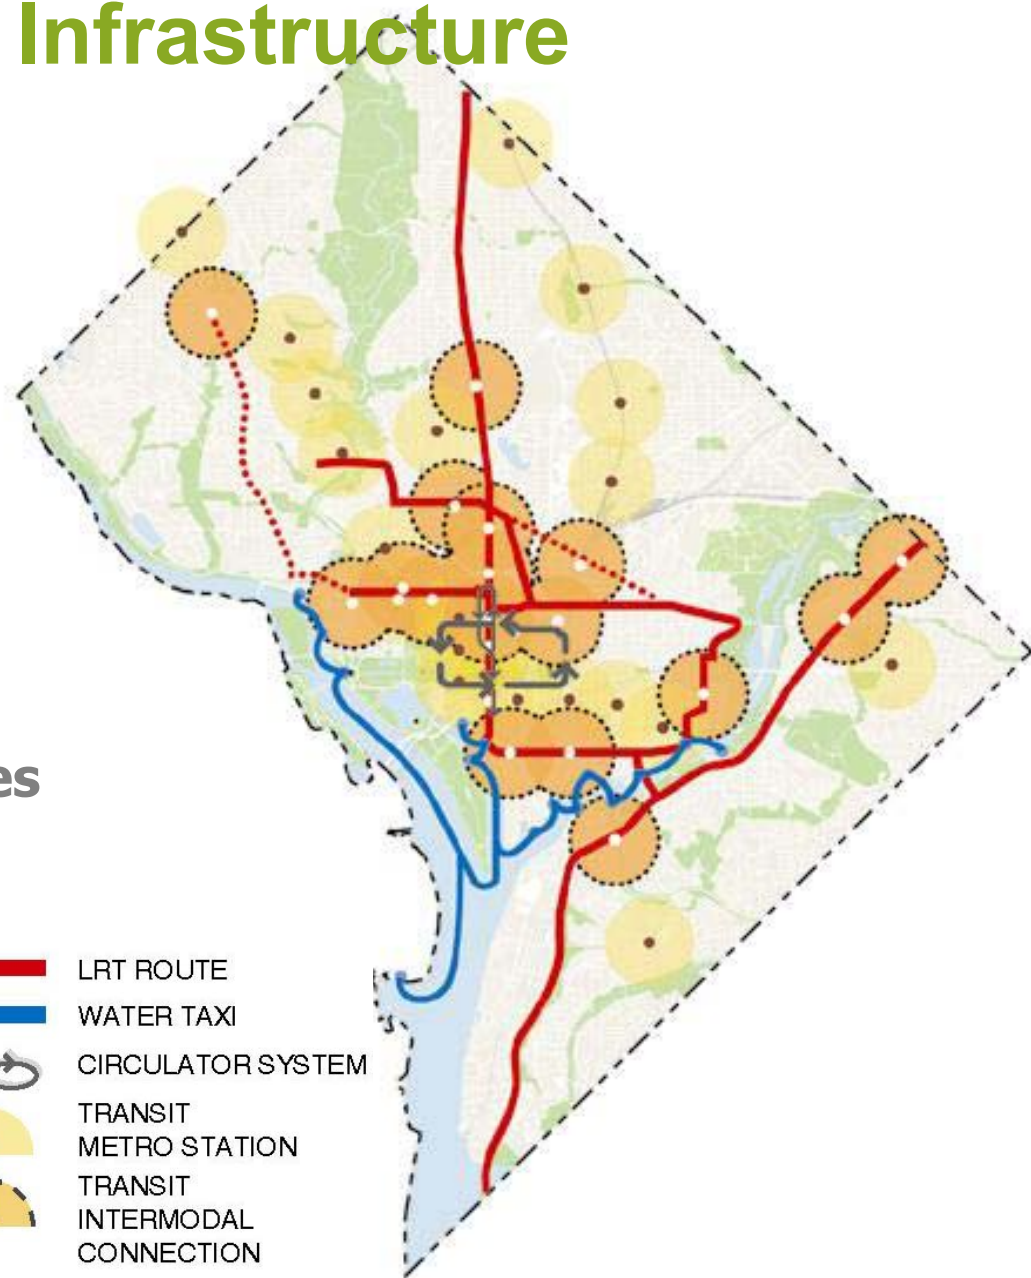 Infrastructure
es
LRT ROUTE
WATER TAXI
CIRCULATOR SYSTEM
TRANSIT
METRO STATION
TRANSIT
INTERMODAL
CONNECTION